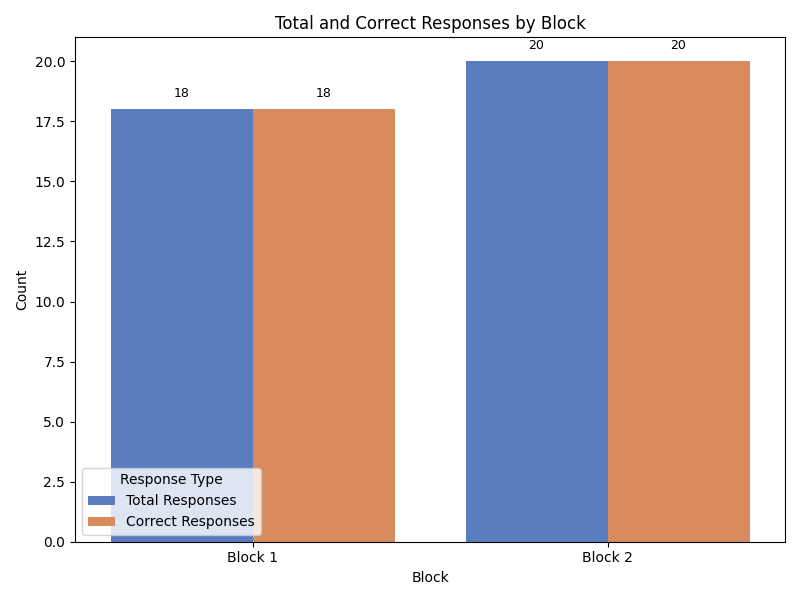 Total and Correct Responses by Block
20.0
17.5
15.0
12.5
10.0
7.5
5.0
2.5
0.0
Count
18
18
20
20
Response Type
Total Responses
Correct Responses
Block 1
Block 2
Block